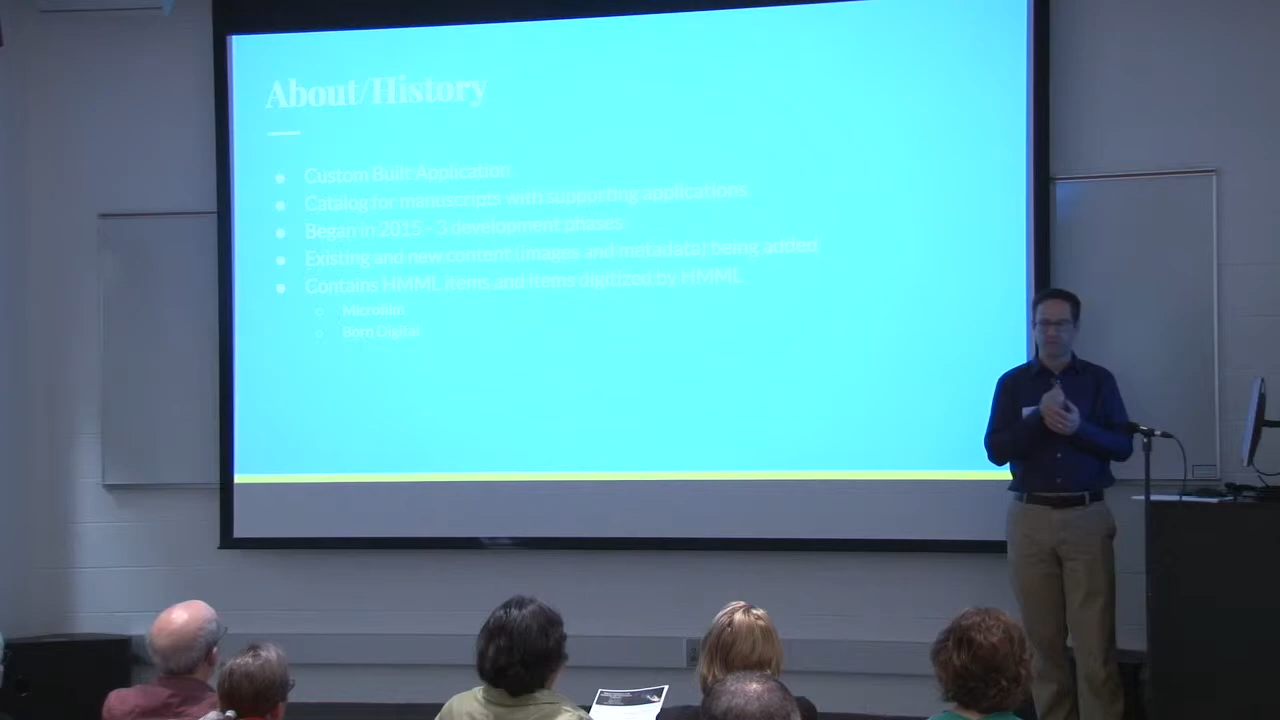 About/History
Custom Built Application
Catalog for manuscripts with supporting applications
Began in 2015 - 3 development phases
Existing and new content (images and metadata) being added
Contains HMML items and items digitized by HMML
Microfilm
Born Digital